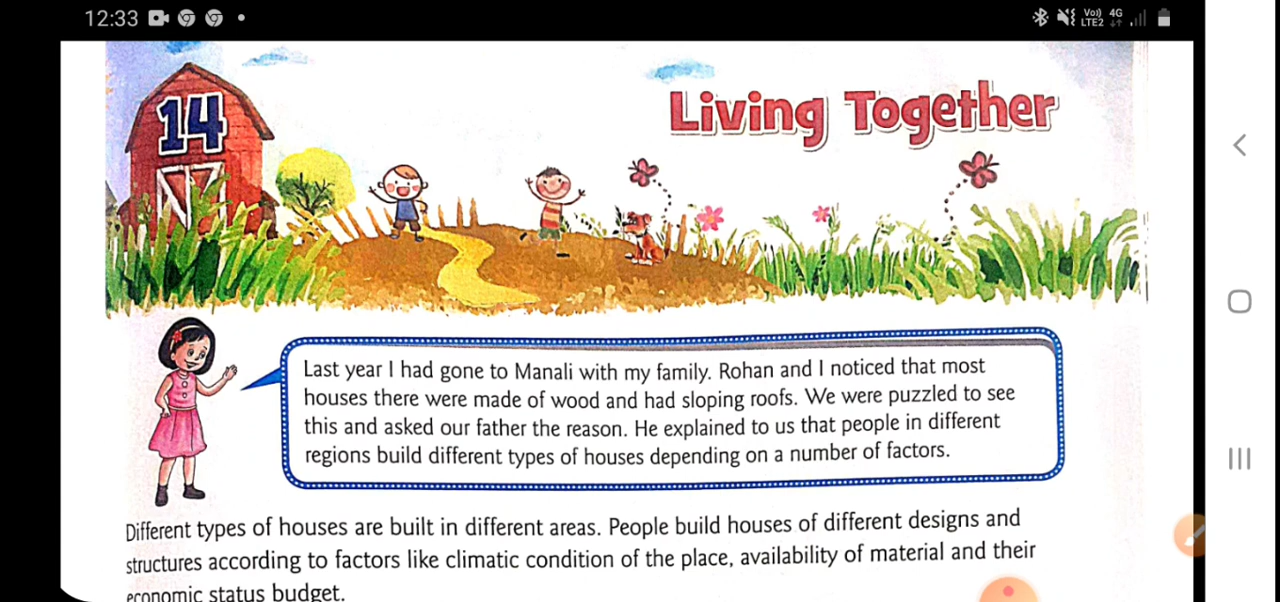 12:33
Vo)) 4G
LTE2
14
Living Together
Last year I had gone to Manali with my family. Rohan and I noticed that most
houses there were made of wood and had sloping roofs. We were puzzled to see
this and asked our father the reason. He explained to us that people in different
regions build different types of houses depending on a number of factors.
Different types of houses are built in different areas. People build houses of different designs and
structures according to factors like climatic condition of the place, availability of material and their
economic status budget.